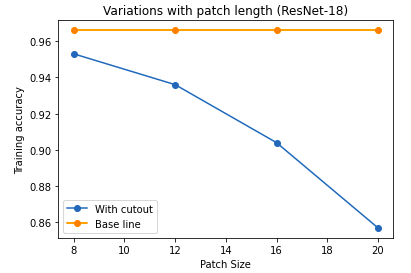 Variations with patch length (ResNet-18)
0.96
0.94
0.92
0.90
0.88
0.86
Training accuracy
With cutout
Base line
8
10
12
14
16
18
20
Patch Size